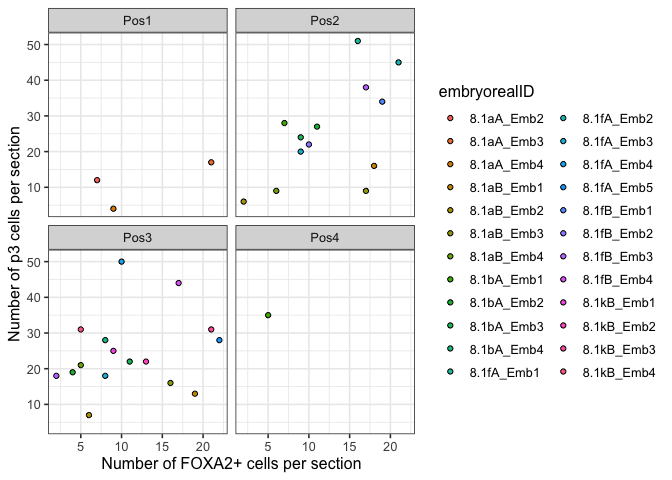 Pos1
Pos2
50
40
30
20
10
Pos3
Pos4
50
40
30
20
10
5
10
15
20
5
10
15
20
Number of FOXA2+ cells per section
Number of p3 cells per section
embryorealID
8.1aA_Emb2
8.1aA_Emb3
8.1aA_Emb4
8.1aB_Emb1
8.1aB_Emb2
8.1aB_Emb3
8.1aB_Emb4
8.1bA_Emb1
8.1bA_Emb2
8.1bA_Emb3
8.1bA_Emb4
8.1fA_Emb1
8.1fA_Emb2
8.1fA_Emb3
8.1fA_Emb4
8.1fA_Emb5
8.1fB_Emb1
8.1fB_Emb2
8.1fB_Emb3
8.1fB_Emb4
8.1kB_Emb1
8.1kB_Emb2
8.1kB_Emb3
8.1kB_Emb4